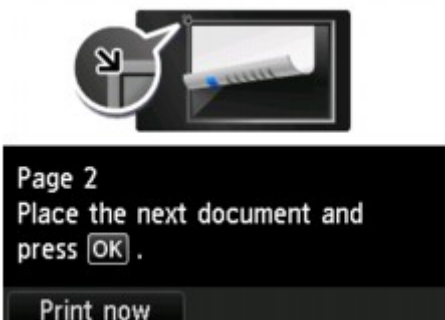 Page 2
Place the next document and
press OK .
Print now